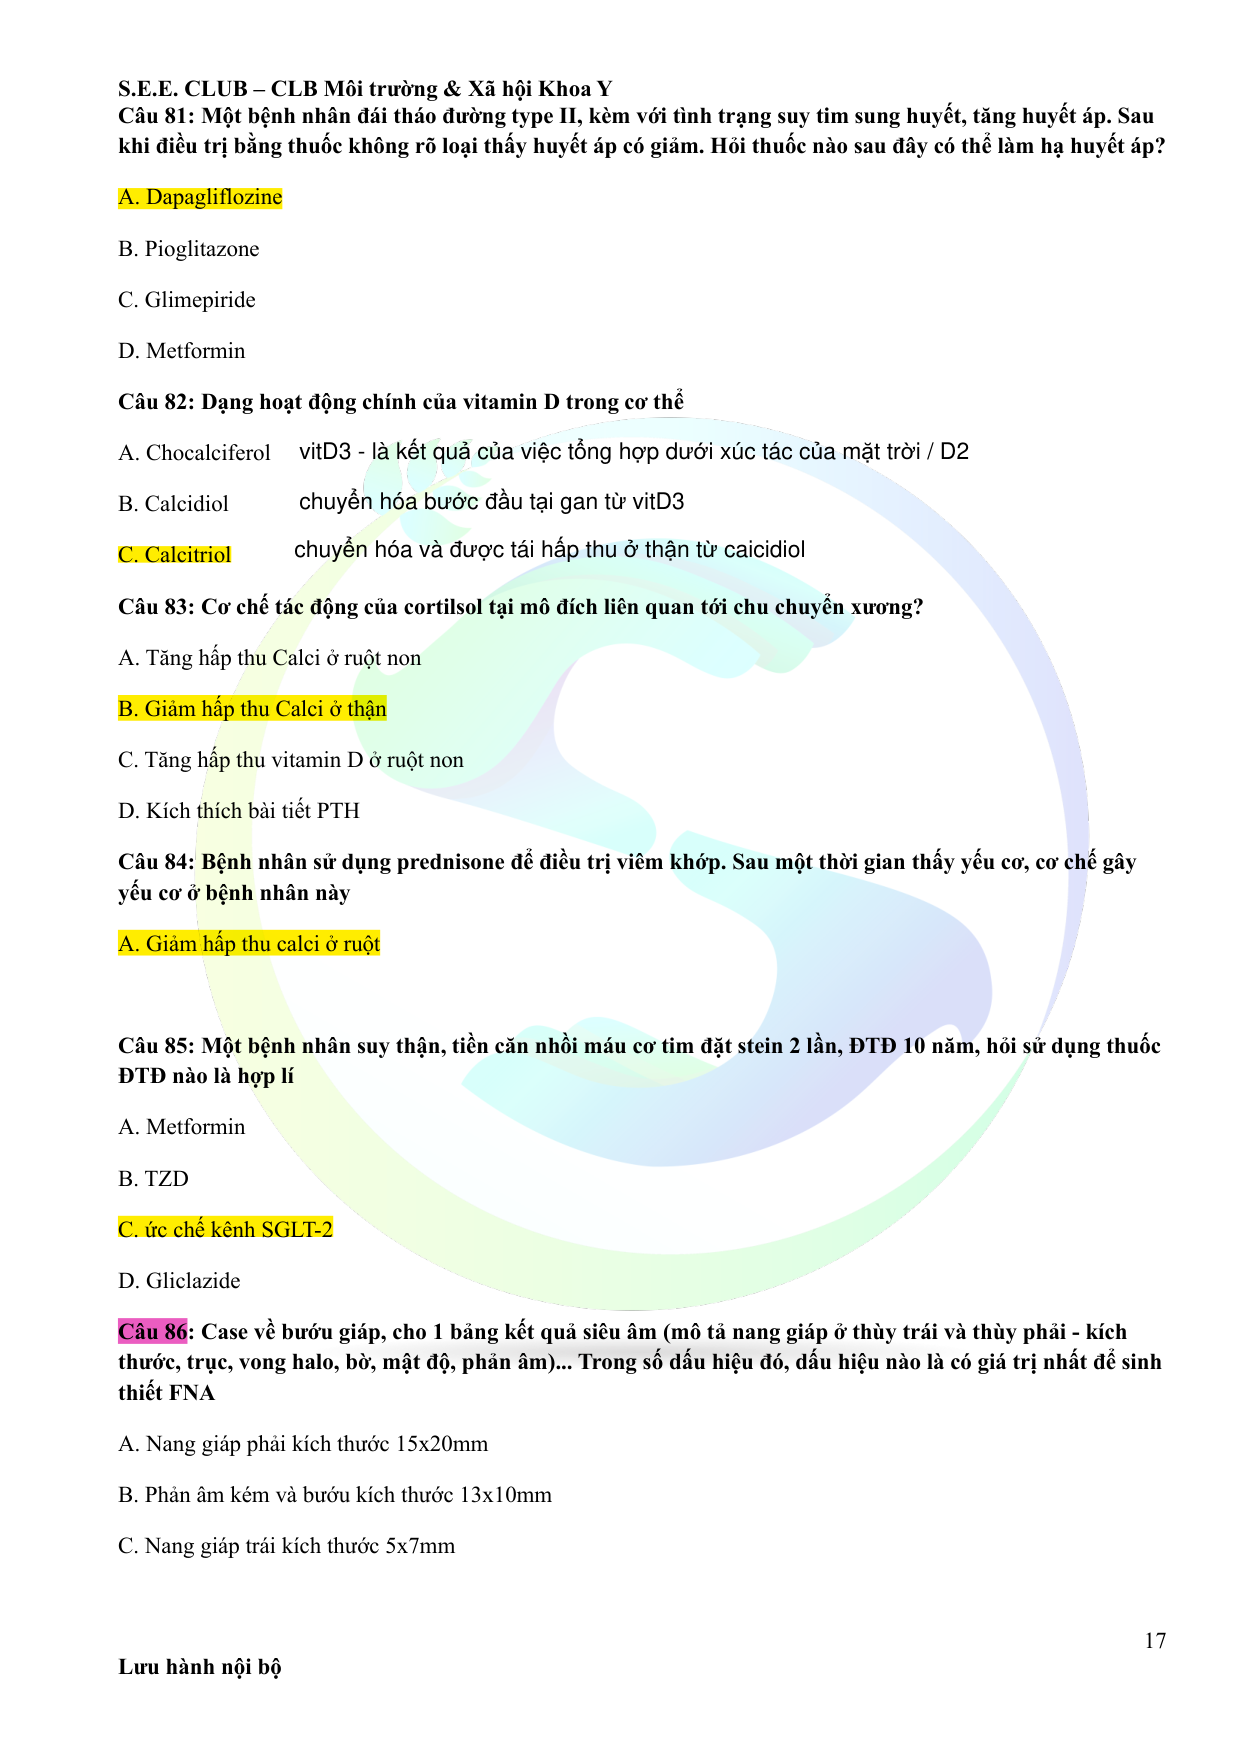 S.E.E. CLUB – CLB Môi trường & Xã hội Khoa Y
Câu 81: Một bệnh nhân đái tháo đường type II, kèm với tình trạng suy tim sung huyết, tăng huyết áp. Sau
khi điều trị bằng thuốc không rõ loại thấy huyết áp có giảm. Hỏi thuốc nào sau đây có thể làm hạ huyết áp?
A. Dapagliflozine
B. Pioglitazone
C. Glimepiride
D. Metformin
Câu 82: Dạng hoạt động chính của vitamin D trong cơ thể
A. Chocalciferol vitD3 - là kết quả của việc tổng hợp dưới xúc tác của mặt trời / D2
B. Calcidiol chuyển hóa bước đầu tại gan từ vitD3
C. Calcitriol chuyển hóa và được tái hấp thu ở thận từ caicidiol
Câu 83: Cơ chế tác động của cortilsol tại mô đích liên quan tới chu chuyển xương?
A. Tăng hấp thu Calci ở ruột non
B. Giảm hấp thu Calci ở thận
C. Tăng hấp thu vitamin D ở ruột non
D. Kích thích bài tiết PTH
Câu 84: Bệnh nhân sử dụng prednisone để điều trị viêm khớp. Sau một thời gian thấy yếu cơ, cơ chế gây
yếu cơ ở bệnh nhân này
A. Giảm hấp thu calci ở ruột
Câu 85: Một bệnh nhân suy thận, tiền căn nhồi máu cơ tim đặt stein 2 lần, ĐTĐ 10 năm, hỏi sử dụng thuốc
ĐTĐ nào là hợp lí
A. Metformin
B. TZD
C. ức chế kênh SGLT-2
D. Gliclazide
Câu 86: Case về bướu giáp, cho 1 bảng kết quả siêu âm (mô tả nang giáp ở thùy trái và thùy phải - kích
thước, trục, vong halo, bờ, mật độ, phản âm)... Trong số dấu hiệu đó, dấu hiệu nào là có giá trị nhất để sinh
thiết FNA
A. Nang giáp phải kích thước 15x20mm
B. Phản âm kém và bướu kích thước 13x10mm
C. Nang giáp trái kích thước 5x7mm
17
Lưu hành nội bộ